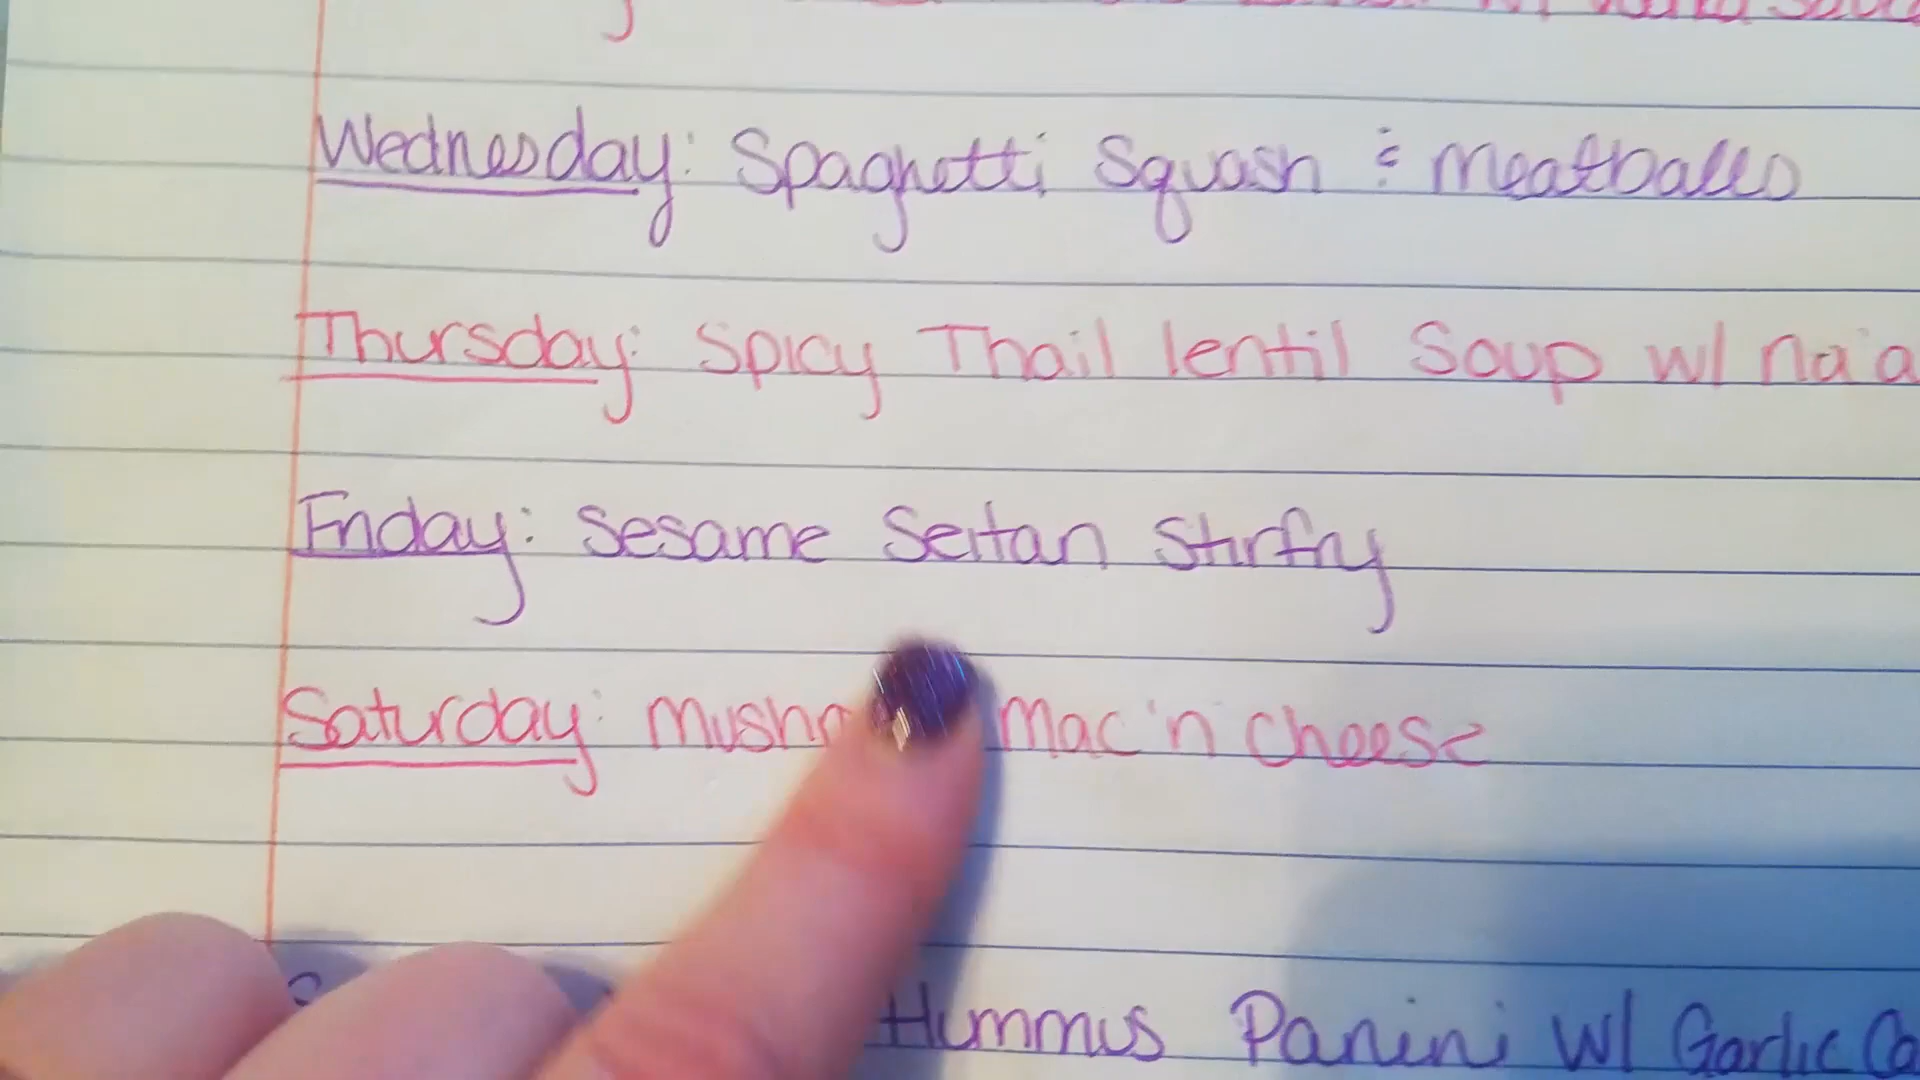 Wednesday: Spaghetti Squash & Meatballs
Thursday: Spicy Thail lentil Soup w/
Friday: Sesame Seitan Stirfry
Saturday: Mac 'n' Cheese
Hummus Panini w/ Garlic